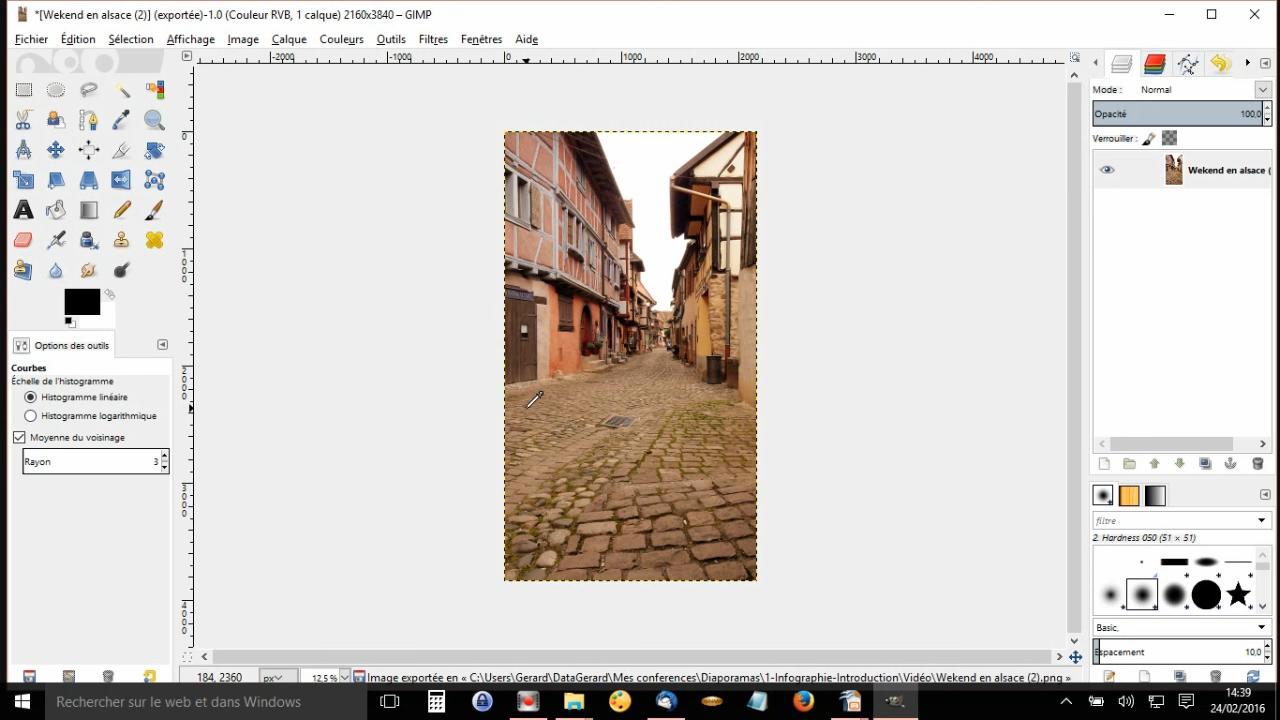 *[Wekend en alsace (2)] (exportée)-1.0 (Couleur RVB, 1 calque) 2160x3840 – GIMP
Fichier Édition Sélection Affichage Image Calque Couleurs Outils Filtres Fenêtres Aide
-2000 -1000 0 1000 2000 3000 4000
0
1000
2000
3000
4000
Options des outils
Courbes
Échelle de l'histogramme
Histogramme linéaire
Histogramme logarithmique
Moyenne du voisinage
Rayon 3
Mode : Normal
Opacité 100,0
Verrouiller :
Wekend en alsace (
filtre
2. Hardness 050 (51 × 51)
Basic,
Espacement 10,0
184, 2360 px 12,5 % Image exportée en « C:\Users\Gerard\DataGerard\Mes conferences\Diaporamas\1-Infographie-Introduction\Vidéo\Wekend en alsace (2).png »
Rechercher sur le web et dans Windows
14:39
24/02/2016